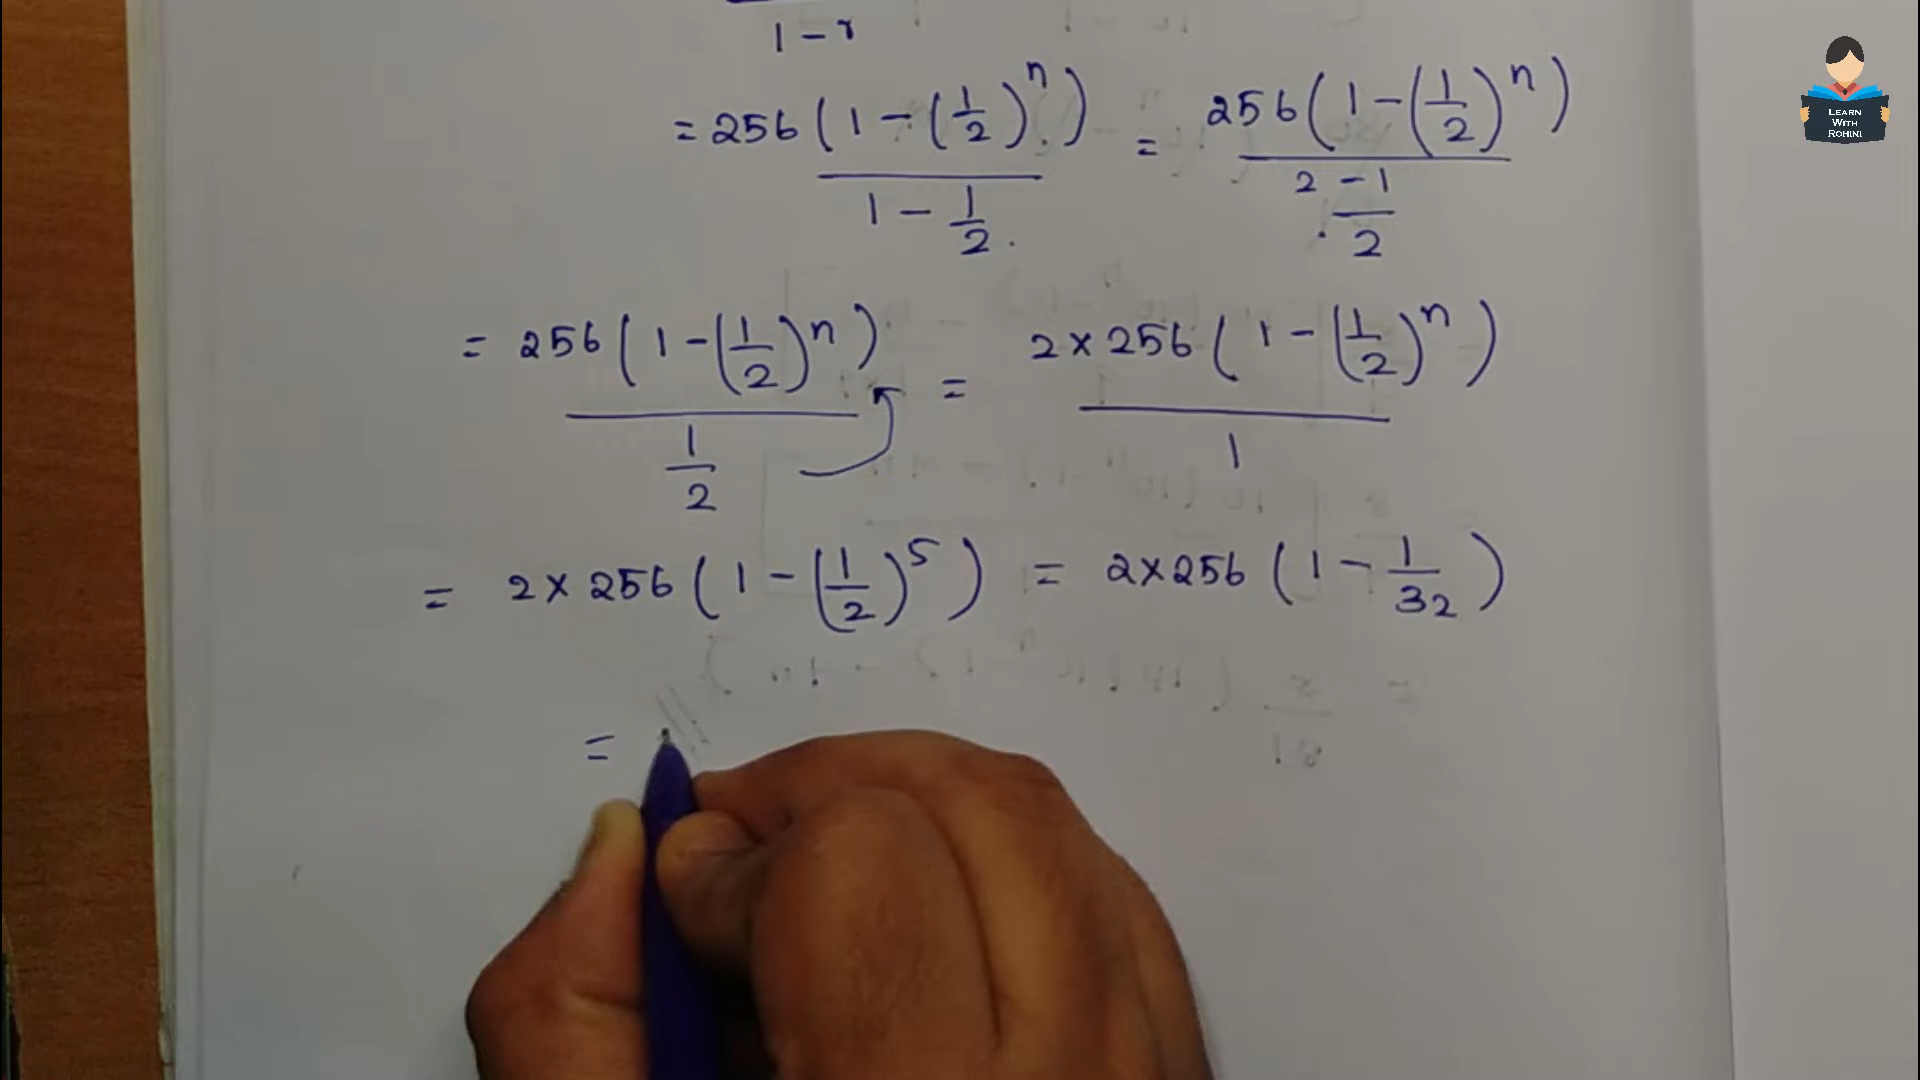 1-r
= 256(1-(1/2)^n) / 1-1/2 = 256(1-(1/2)^n) / 2-1/2
= 256(1-(1/2)^n) / 1/2 = 2×256(1-(1/2)^n) / 1
= 2×256(1-(1/2)^5) = 2×256(1-1/32)
=
LEARN
WITH
ROHINI